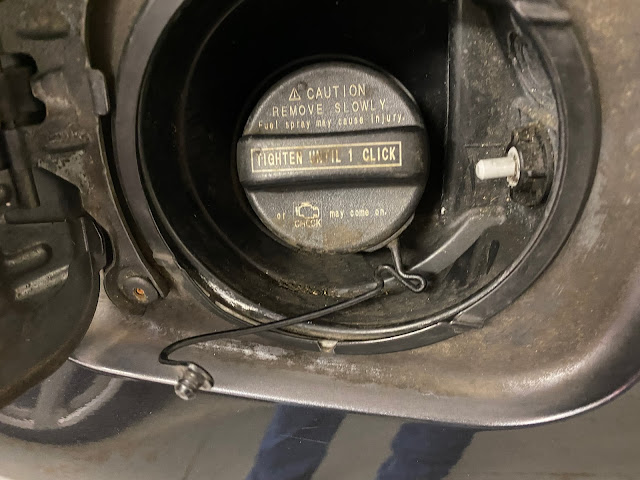 ⚠ CAUTION
REMOVE SLOWLY
Fuel spray may cause injury.
TIGHTEN UNTIL 1 CLICK
or CHECK may come on.